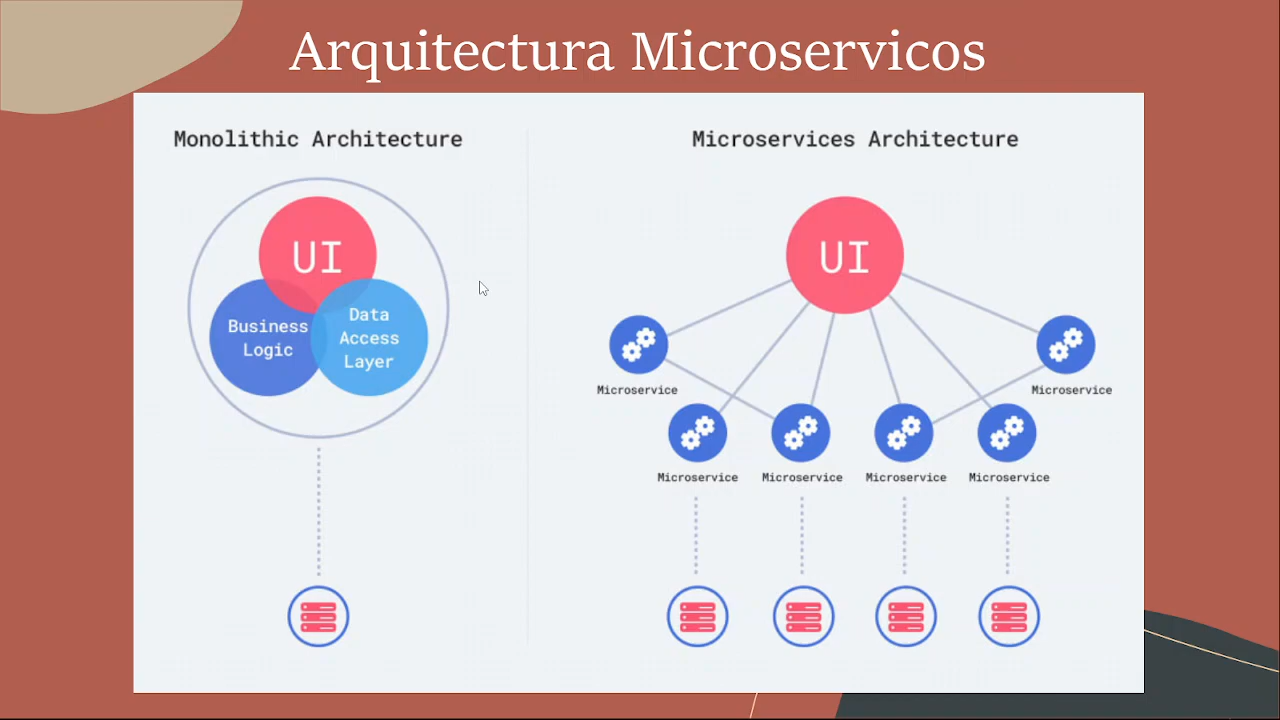 Arquitectura Microservicos
Monolithic Architecture
UI
Business
Logic
Data
Access
Layer
Microservices Architecture
UI
Microservice
Microservice
Microservice
Microservice
Microservice
Microservice